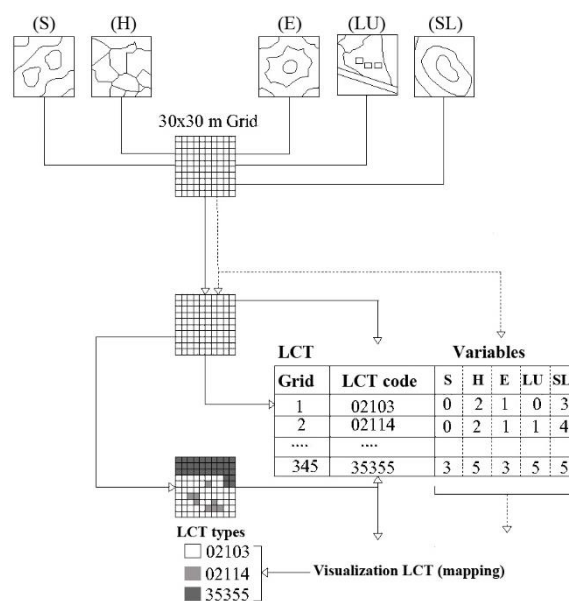 (S) (H) (E) (LU) (SL)
30x30 m Grid
LCT Variables
Grid LCT code S H E LU SL
1 02103 0 2 1 0 3
2 02114 0 2 1 1 4
.... ....
345 35355 3 5 3 5 5
LCT types
02103
02114
35355
Visualization LCT (mapping)